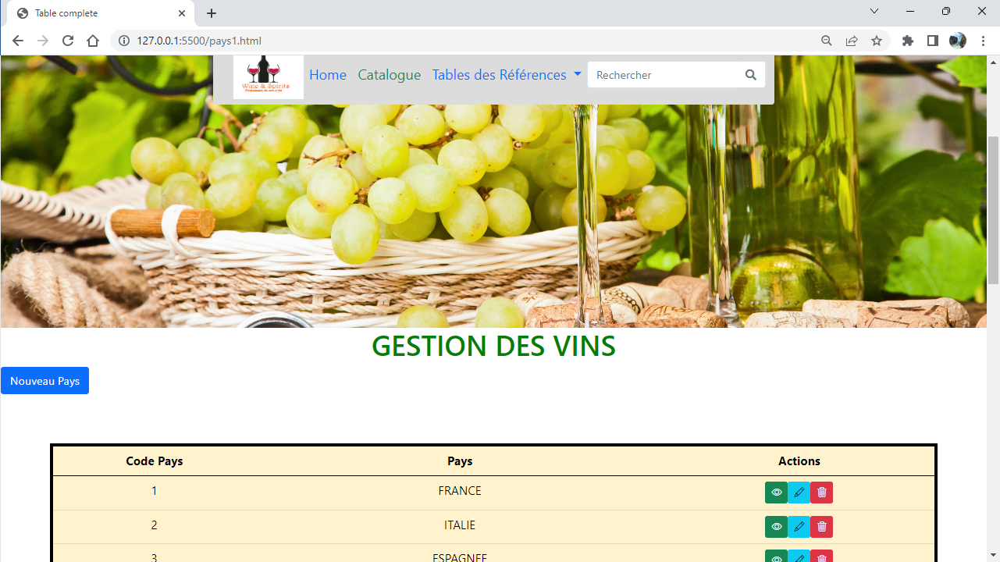 Table complete
127.0.0.1:5500/pays1.html
Wine & Spirits
Home Catalogue Tables des Références Rechercher
GESTION DES VINS
Nouveau Pays
Code Pays Pays Actions
1 FRANCE
2 ITALIE
3 ESPAGNEE